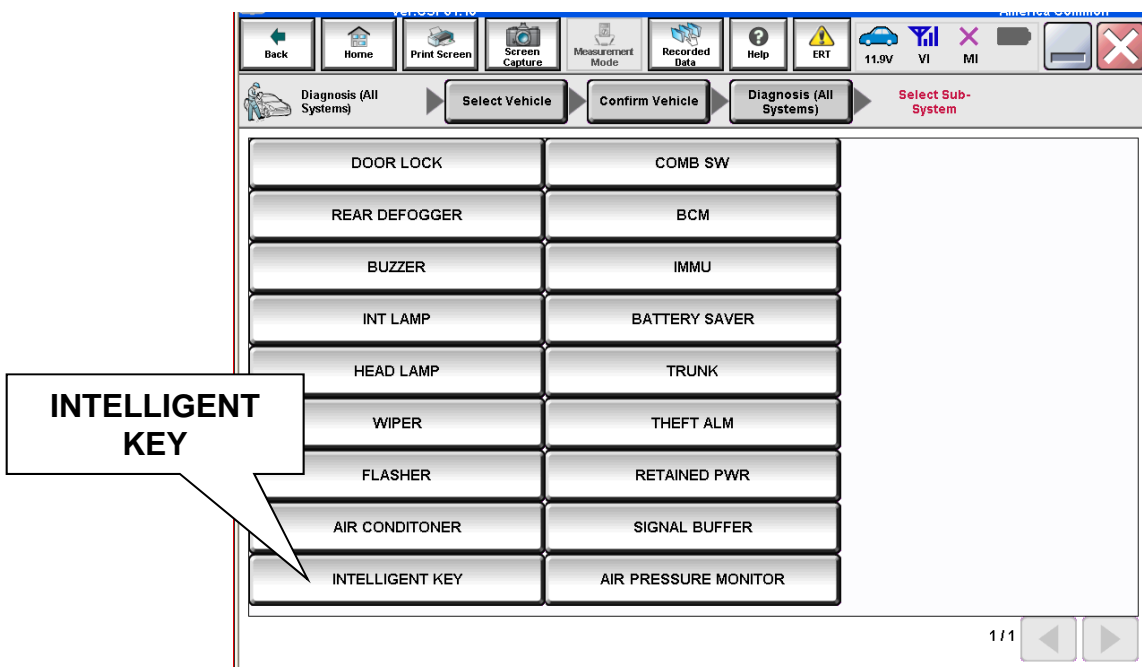 Back
Home
Print Screen
Screen
Capture
Measurement
Mode
Recorded
Data
Help
ERT
11.9V
VI
MI
Diagnosis (All
Systems)
Select Vehicle
Confirm Vehicle
Diagnosis (All
Systems)
Select Sub-
System
DOOR LOCK
COMB SW
REAR DEFOGGER
BCM
BUZZER
IMMU
INT LAMP
BATTERY SAVER
HEAD LAMP
TRUNK
INTELLIGENT
KEY
WIPER
THEFT ALM
FLASHER
RETAINED PWR
AIR CONDITONER
SIGNAL BUFFER
INTELLIGENT KEY
AIR PRESSURE MONITOR
1/1